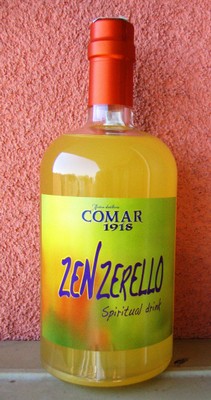 COMAR
1918
ZENZERELLO
Spiritual drink